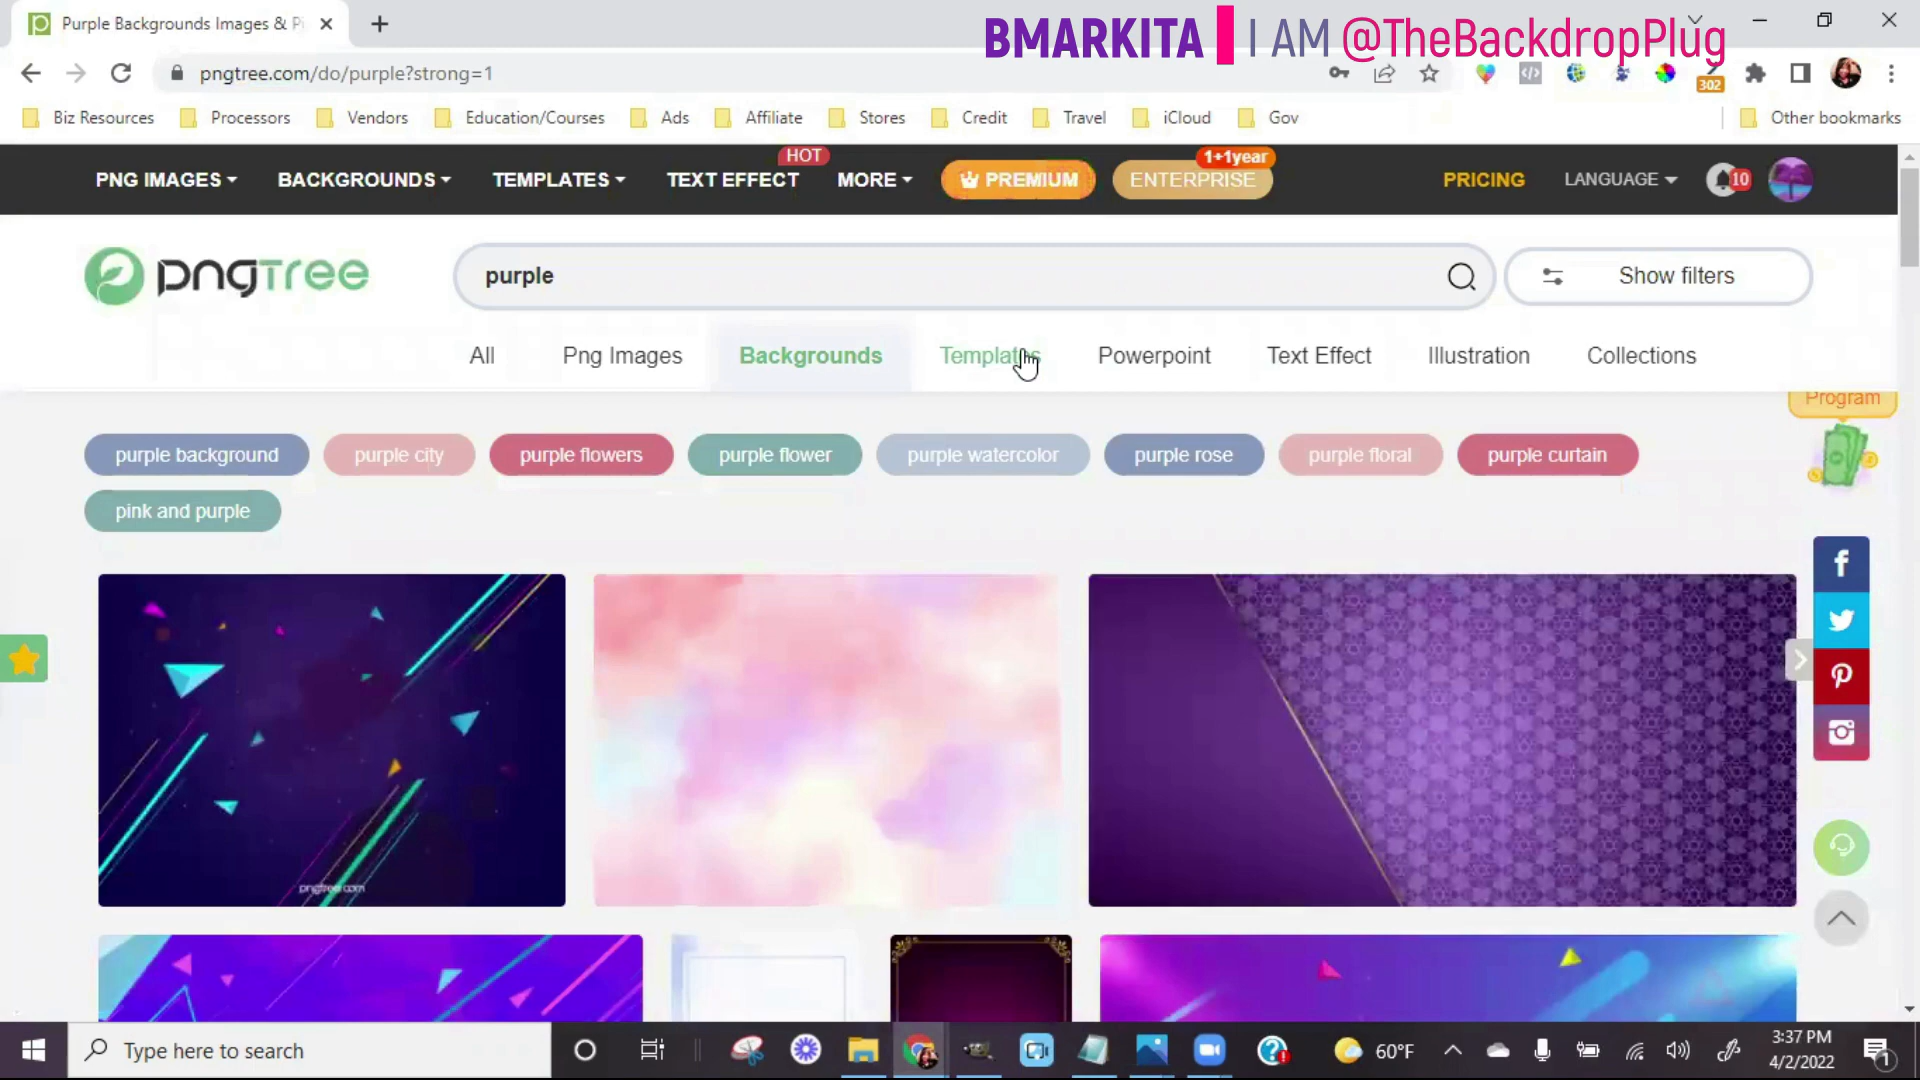 Purple Backgrounds Images & Pi
BMARKITA I AM @TheBackdropPlug
pngtree.com/do/purple?strong=1
302
Biz Resources Processors Vendors Education/Courses Ads Affiliate Stores Credit Travel iCloud Gov Other bookmarks
HOT 1+1year
PNG IMAGES BACKGROUNDS TEMPLATES TEXT EFFECT MORE PREMIUM ENTERPRISE PRICING LANGUAGE 10
pngtree purple Show filters
All Png Images Backgrounds Templates Powerpoint Text Effect Illustration Collections
Program
purple background purple city purple flowers purple flower purple watercolor purple rose purple floral purple curtain
pink and purple
pngtree.com
Type here to search
60°F
3:37 PM
4/2/2022
1